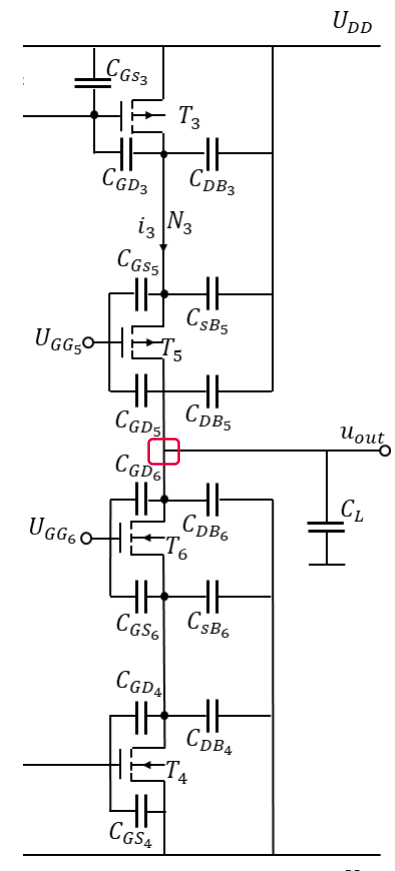 U_DD
C_Gs3
T_3
C_GD3 C_DB3
i_3 N_3
C_Gs5
C_sB5
U_GG5 T_5
C_GD5 C_DB5
u_out
C_GD6
C_L
U_GG6 C_DB6
T_6
C_GS6 C_sB6
C_GD4
C_DB4
T_4
C_GS4